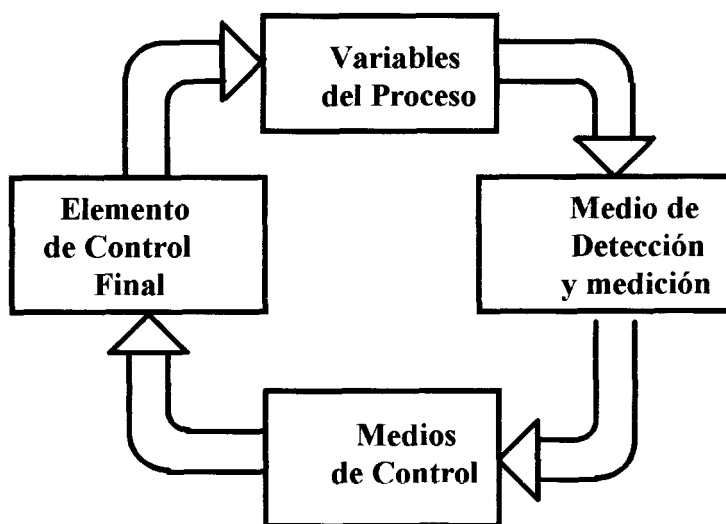 Variables
del Proceso
Elemento
de Control
Final
Medio de
Detección
y medición
Medios
de Control